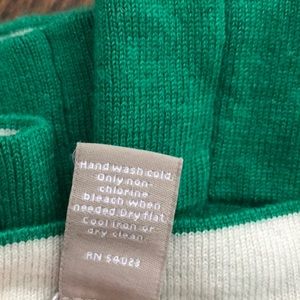 Hand wash cold.
Only non-
chlorine
bleach when
needed Dry flat.
Cool iron or
dry clean.
RN 54023